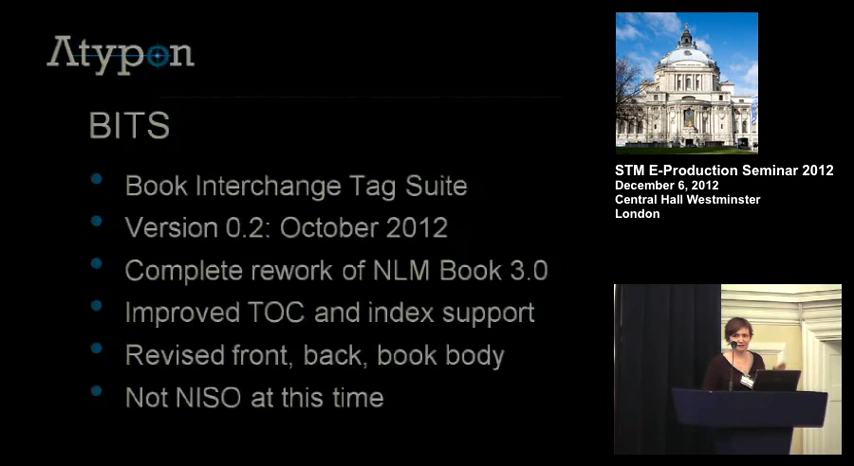 Atypon
BITS
Book Interchange Tag Suite
Version 0.2: October 2012
Complete rework of NLM Book 3.0
Improved TOC and index support
Revised front, back, book body
Not NISO at this time
STM E-Production Seminar 2012
December 6, 2012
Central Hall Westminster
London